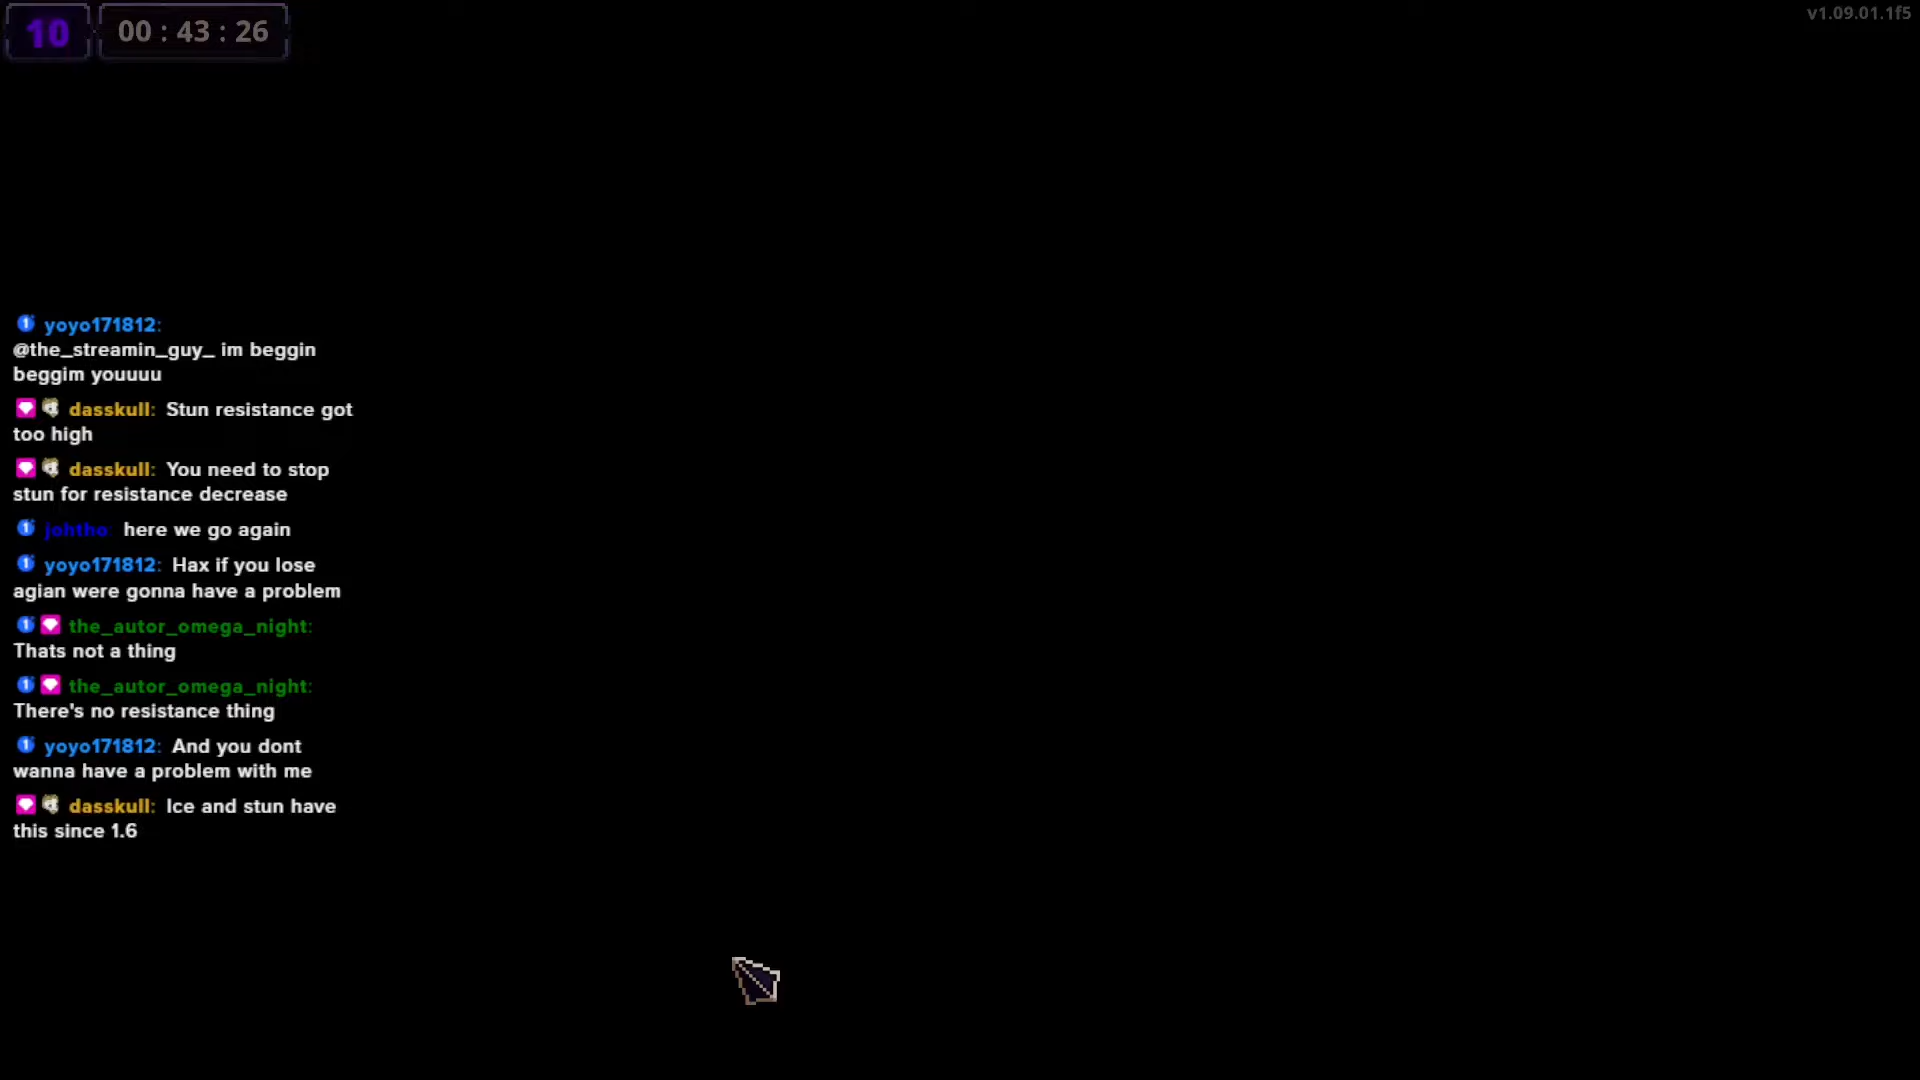 10
00 : 43 : 26
v1.09.01.1f5
yoyo171812:
@the_streamin_guy_ im beggin
beggim youuuu
dasskull: Stun resistance got
too high
dasskull: You need to stop
stun for resistance decrease
johtho: here we go again
yoyo171812: Hax if you lose
agian were gonna have a problem
the_autor_omega_night:
Thats not a thing
the_autor_omega_night:
There's no resistance thing
yoyo171812: And you dont
wanna have a problem with me
dasskull: Ice and stun have
this since 1.6